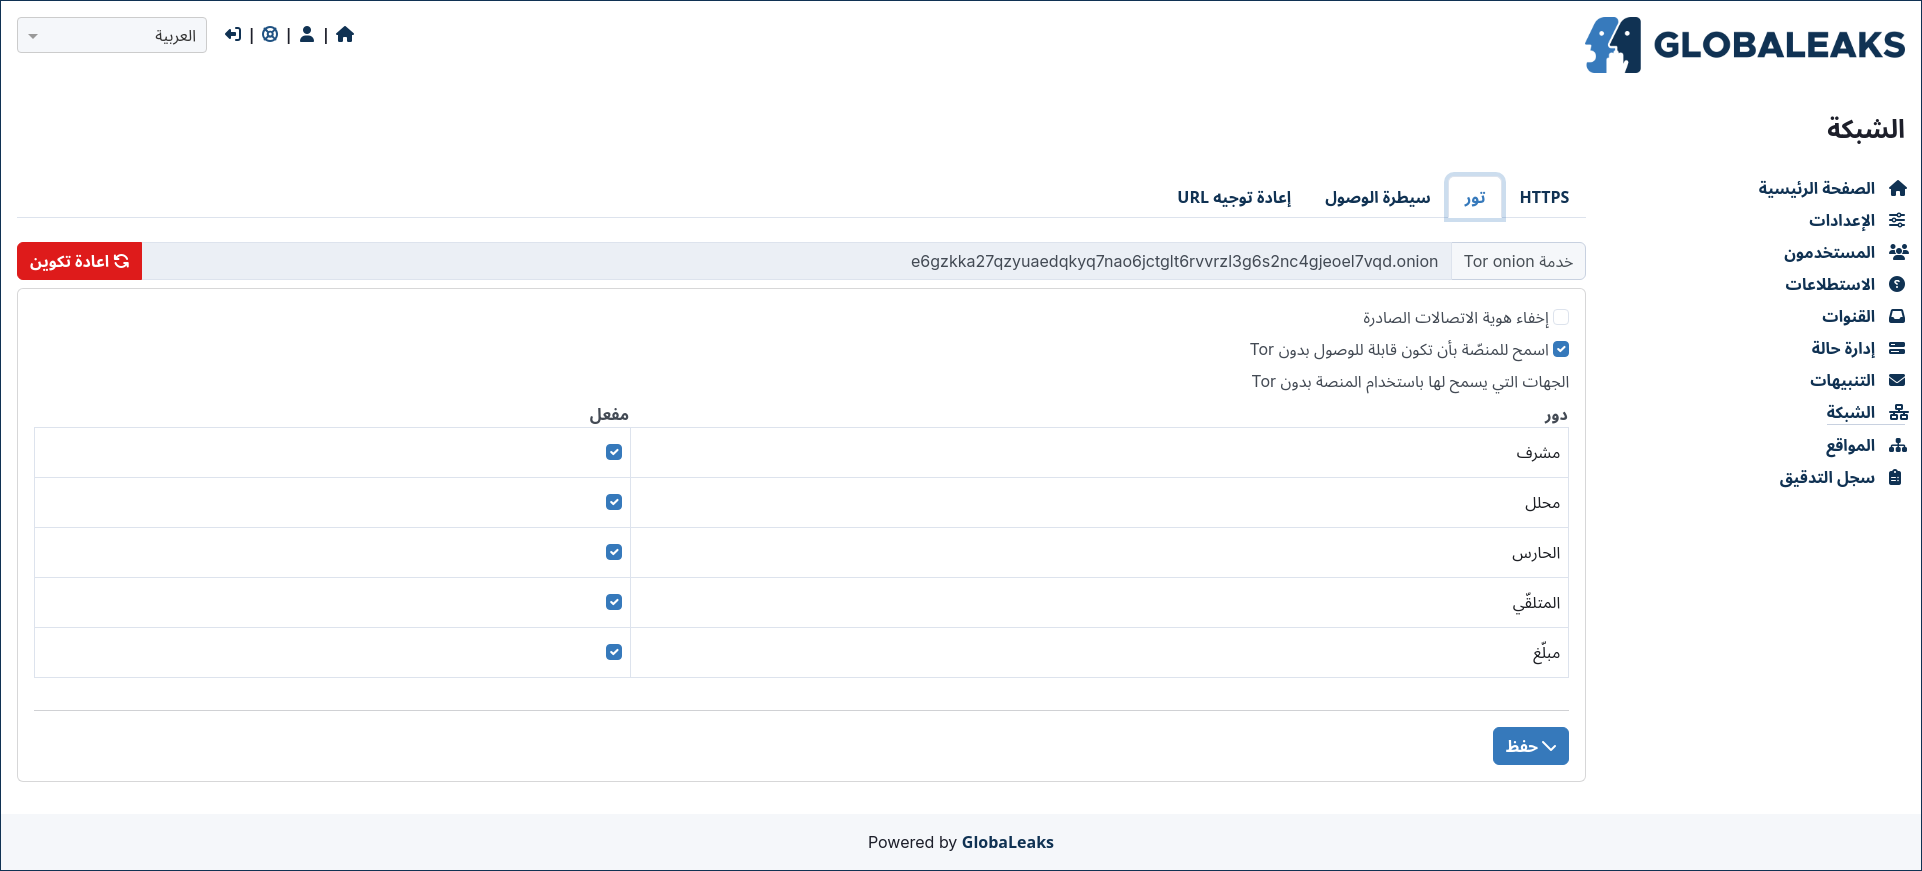 GLOBALEAKS
العربية
الشبكة
الصفحة الرئيسية
الإعدادات
المستخدمون
الاستطلاعات
القنوات
إدارة حالة
التنبيهات
الشبكة
المواقع
سجل التدقيق
HTTPS تور سيطرة الوصول إعادة توجيه URL
خدمة Tor onion e6gzkka27qzyuaedqkyq7nao6jctglt6rvvrzl3g6s2nc4gjeoel7vqd.onion اعادة تكوين
إخفاء هوية الاتصالات الصادرة
اسمح للمنصّة بأن تكون قابلة للوصول بدون Tor
الجهات التي يسمح لها باستخدام المنصة بدون Tor
دور مفعل
مشرف
محلل
الحارس
المتلقّي
مبلّغ
حفظ
Powered by GlobaLeaks